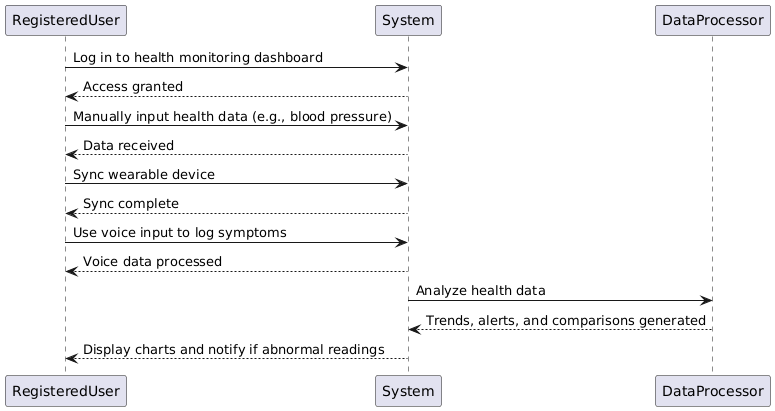 RegisteredUser System DataProcessor
Log in to health monitoring dashboard
Access granted
Manually input health data (e.g., blood pressure)
Data received
Sync wearable device
Sync complete
Use voice input to log symptoms
Voice data processed
Analyze health data
Trends, alerts, and comparisons generated
Display charts and notify if abnormal readings
RegisteredUser System DataProcessor